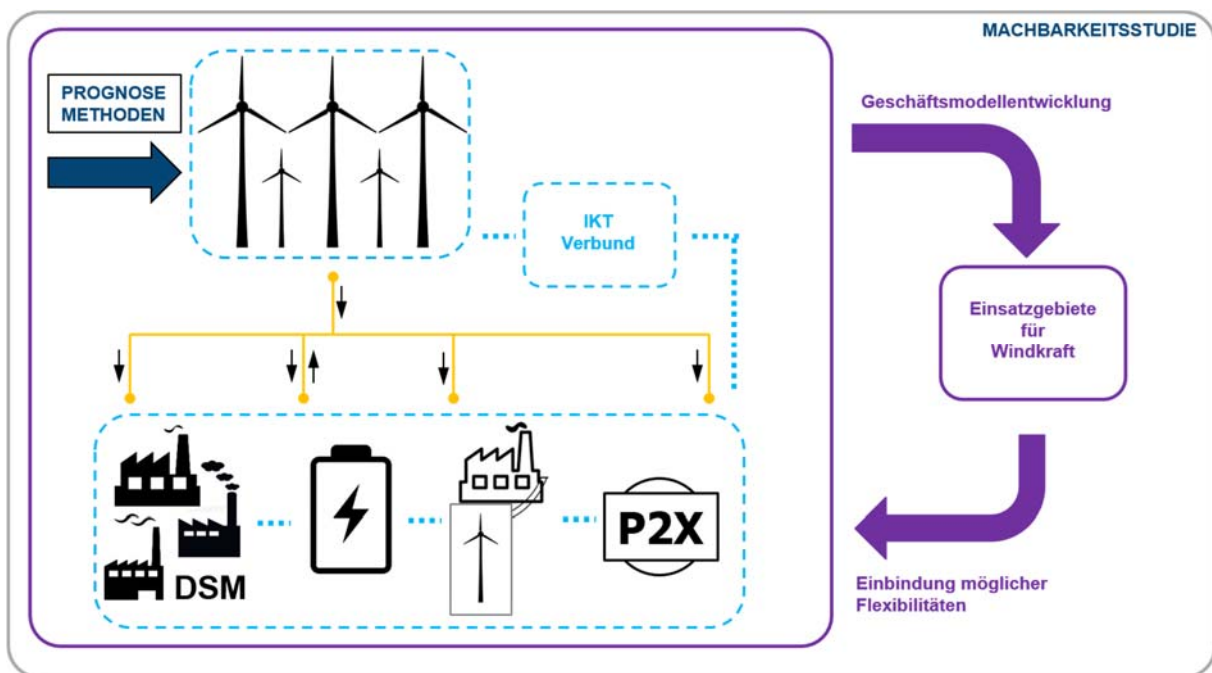 MACHBARKEITSSTUDIE
PROGNOSE
METHODEN
Geschäftsmodellentwicklung
IKT
Verbund
Einsatzgebiete
für
Windkraft
DSM
P2X
Einbindung möglicher
Flexibilitäten